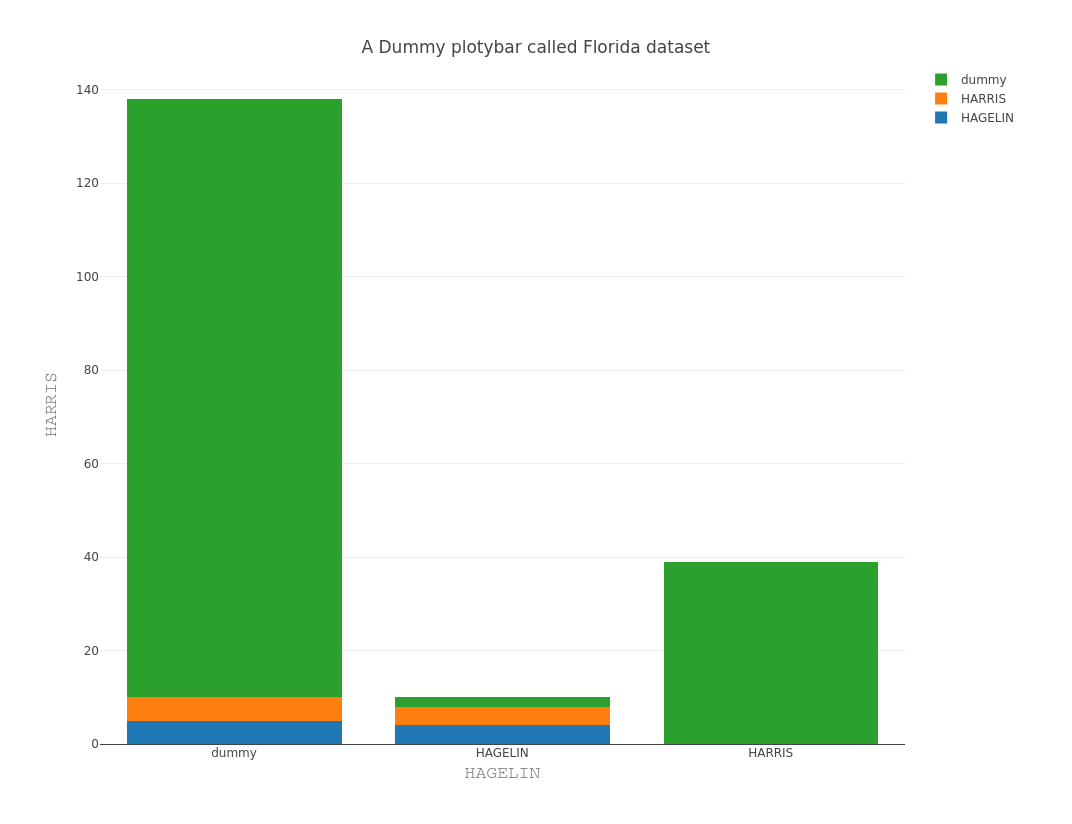 A Dummy plotybar called Florida dataset
dummy
HARRIS
HAGELIN
140
120
100
80
60
40
20
0
HARRIS
dummy HAGELIN HARRIS
HAGELIN